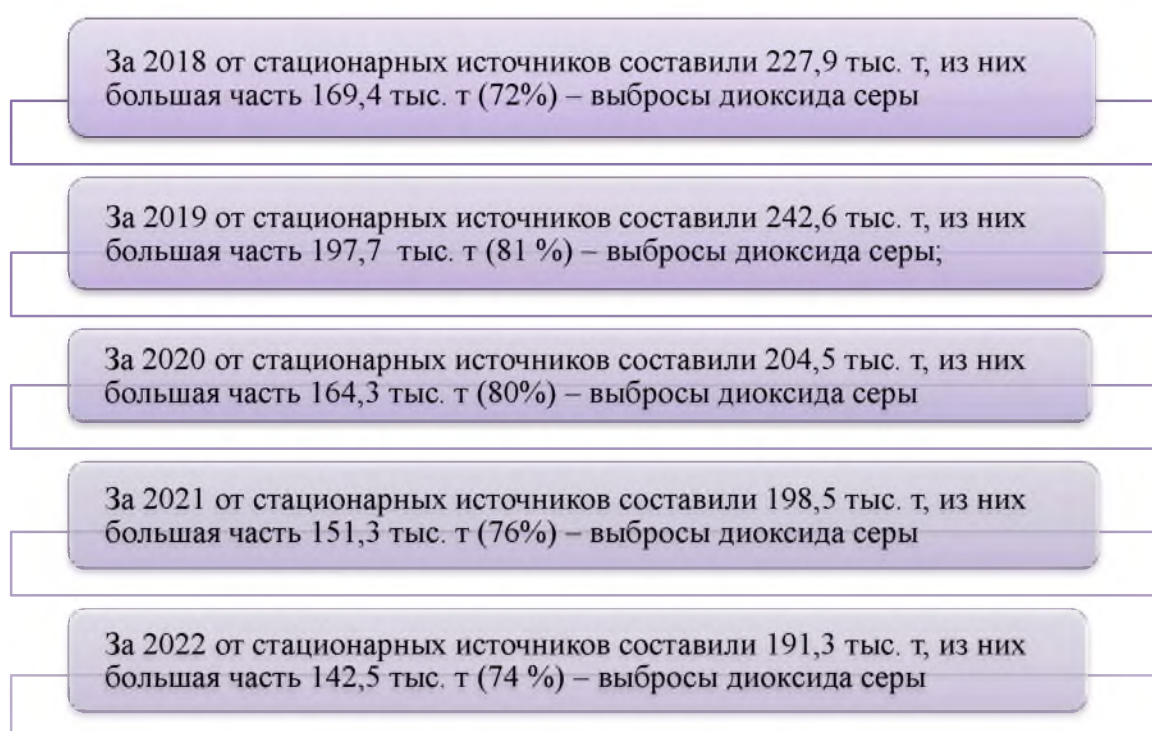 За 2018 от стационарных источников составили 227,9 тыс. т, из них
большая часть 169,4 тыс. т (72%) – выбросы диоксида серы
За 2019 от стационарных источников составили 242,6 тыс. т, из них
большая часть 197,7 тыс. т (81 %) – выбросы диоксида серы;
За 2020 от стационарных источников составили 204,5 тыс. т, из них
большая часть 164,3 тыс. т (80%) – выбросы диоксида серы
За 2021 от стационарных источников составили 198,5 тыс. т, из них
большая часть 151,3 тыс. т (76%) – выбросы диоксида серы
За 2022 от стационарных источников составили 191,3 тыс. т, из них
большая часть 142,5 тыс. т (74 %) – выбросы диоксида серы